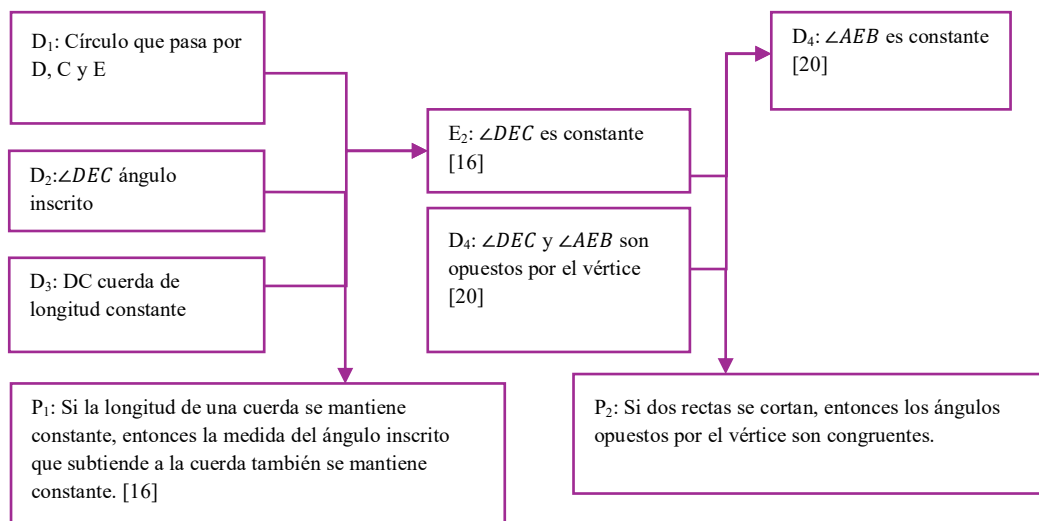 D₁: Círculo que pasa por
D, C y E
D₂:∠DEC ángulo
inscrito
D₃: DC cuerda de
longitud constante
P₁: Si la longitud de una cuerda se mantiene
constante, entonces la medida del ángulo inscrito
que subtiende a la cuerda también se mantiene
constante. [16]
E₂: ∠DEC es constante
[16]
D₄: ∠DEC y ∠AEB son
opuestos por el vértice
[20]
D₄: ∠AEB es constante
[20]
P₂: Si dos rectas se cortan, entonces los ángulos
opuestos por el vértice son congruentes.